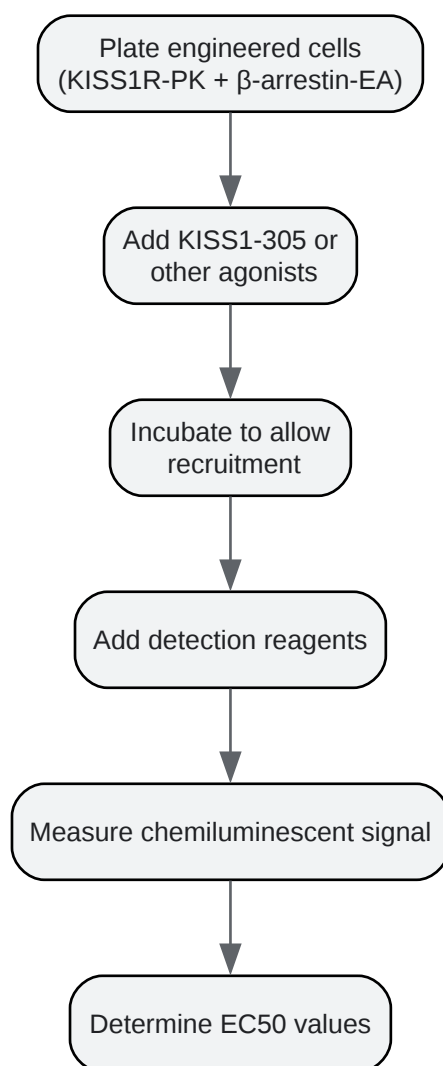 Plate engineered cells
(KISS1R-PK + β-arrestin-EA)
Add KISS1-305 or
other agonists
Incubate to allow
recruitment
Add detection reagents
Measure chemiluminescent signal
Determine EC50 values